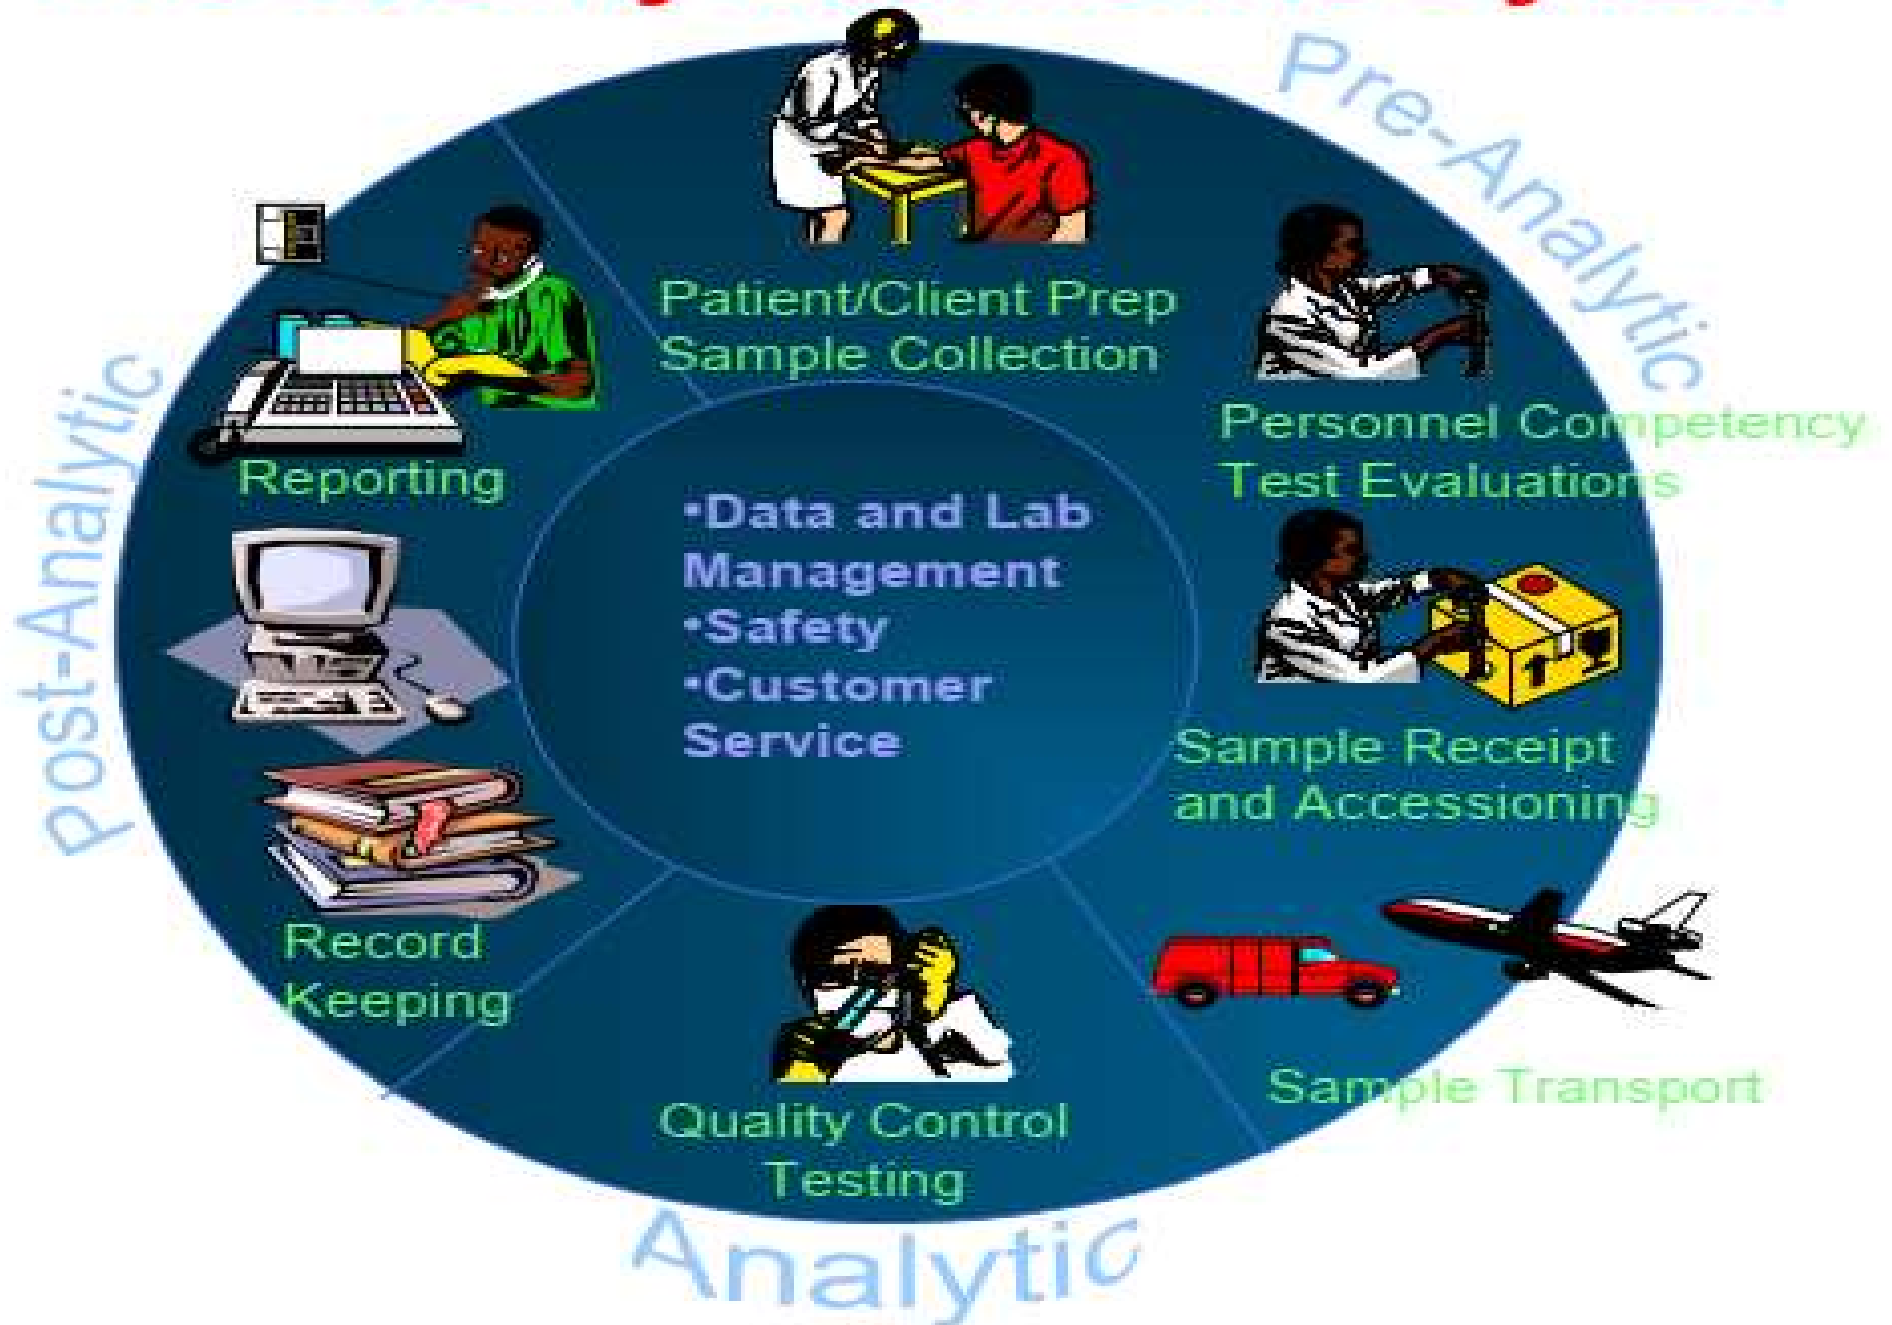 Pre-Analytic
Patient/Client Prep
Sample Collection
Personnel Competency
Test Evaluations
Sample Receipt
and Accessioning
Sample Transport
Analytic
Quality Control
Testing
Post-Analytic
Reporting
Record
Keeping
•Data and Lab
Management
•Safety
•Customer
Service